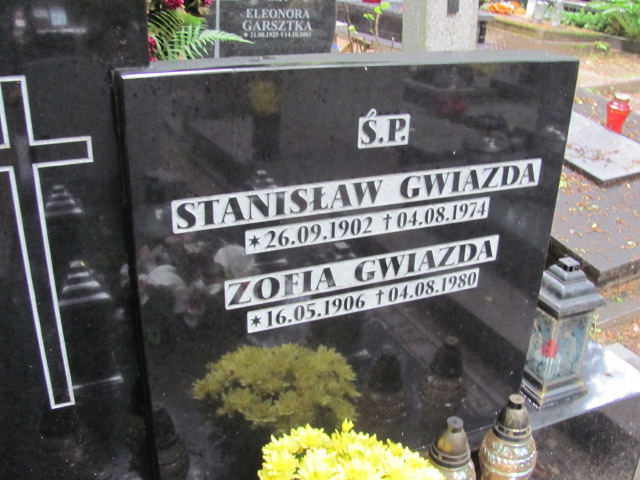 ELEONORA
GARSZTKA
Ś.P.
STANISŁAW GWIAZDA
✶ 26.09.1902 † 04.08.1974
ZOFIA GWIAZDA
✶ 16.05.1906 † 04.08.1980